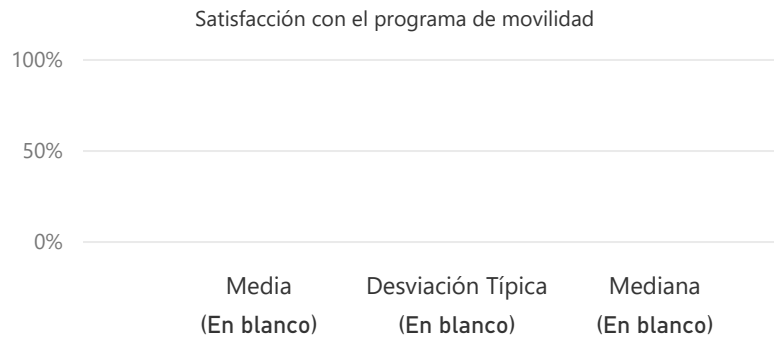 Satisfacción con el programa de movilidad
100%
50%
0%
Media Desviación Típica Mediana
(En blanco) (En blanco) (En blanco)